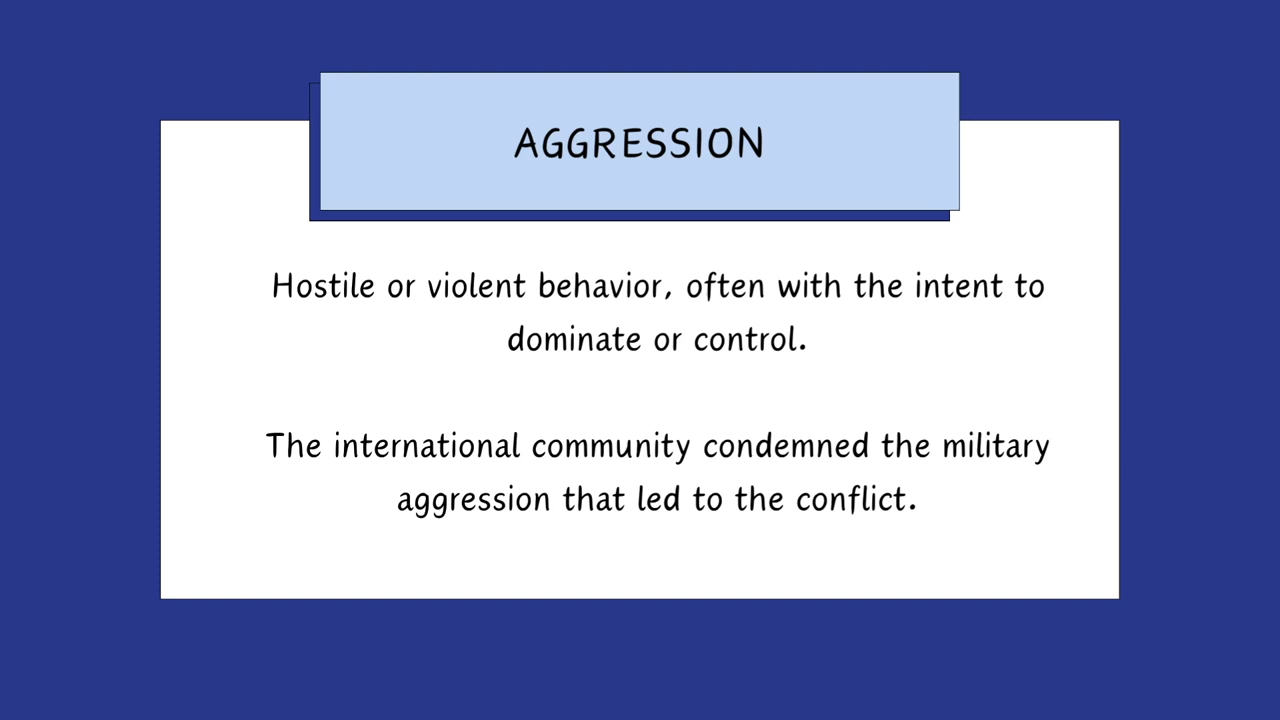 AGGRESSION
Hostile or violent behavior, often with the intent to
dominate or control.
The international community condemned the military
aggression that led to the conflict.